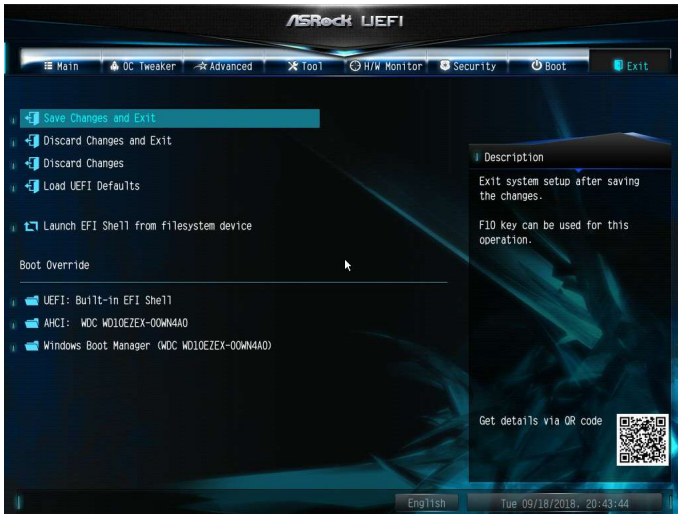 ASRock UEFI
Main
OC Tweaker
Advanced
Tool
H/W Monitor
Security
Boot
Exit
Save Changes and Exit
Discard Changes and Exit
Discard Changes
Load UEFI Defaults
Launch EFI Shell from filesystem device
Boot Override
UEFI: Built-in EFI Shell
AHCI: WDC WD10EZEX-00WN4A0
Windows Boot Manager (WDC WD10EZEX-00WN4A0)
Description
Exit system setup after saving
the changes.
F10 key can be used for this
operation.
Get details via QR code
English
Tue 09/18/2018. 20:43:44